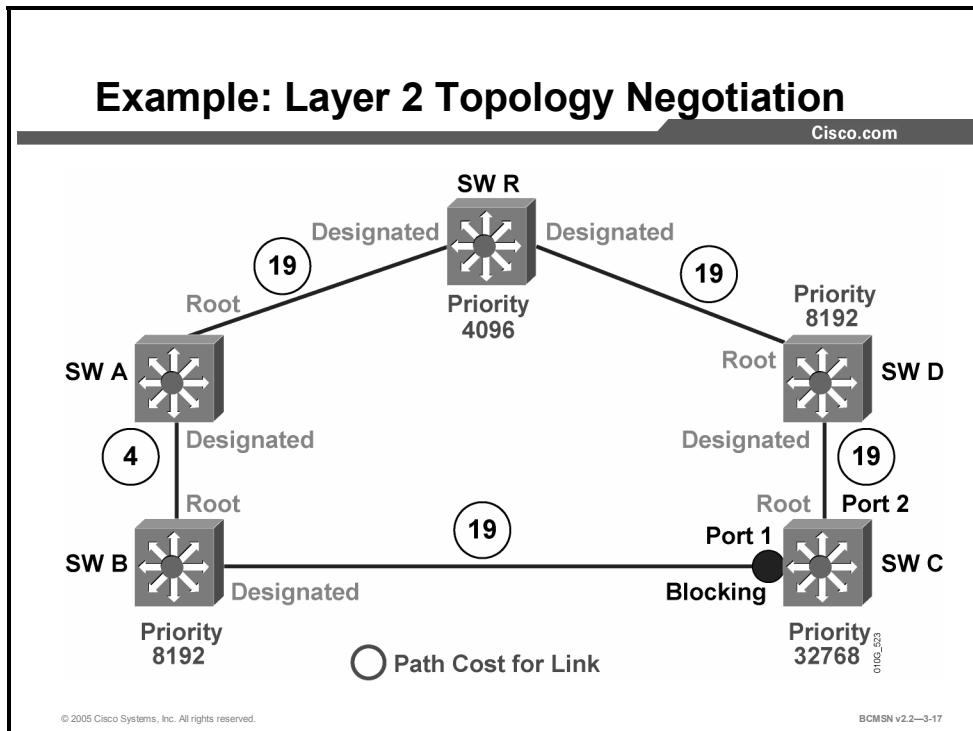 Example: Layer 2 Topology Negotiation
Cisco.com
SW R
Designated
Designated
19
19
Root
Priority
4096
Priority
8192
SW A
Root
SW D
Designated
Designated
4
19
Root
Root
Port 2
19
Port 1
SW B
SW C
Designated
Blocking
Priority
8192
Priority
32768
010G_523
Path Cost for Link
© 2005 Cisco Systems, Inc. All rights reserved.
BCMSN v2.2—3-17